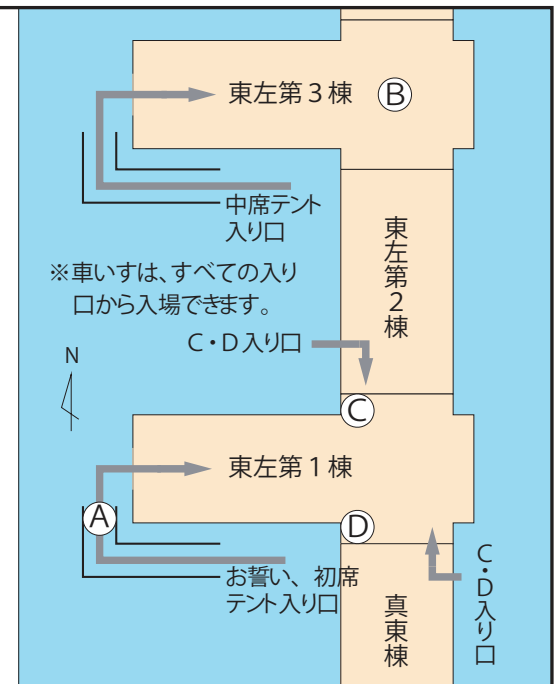 東左第3棟
B
中席テント
入り口
東左第2棟
※車いすは、すべての入り
口から入場できます。
C・D入り口
N
C
東左第1棟
A
D
お誓い、初席
テント入り口
真東棟
C・D入り口